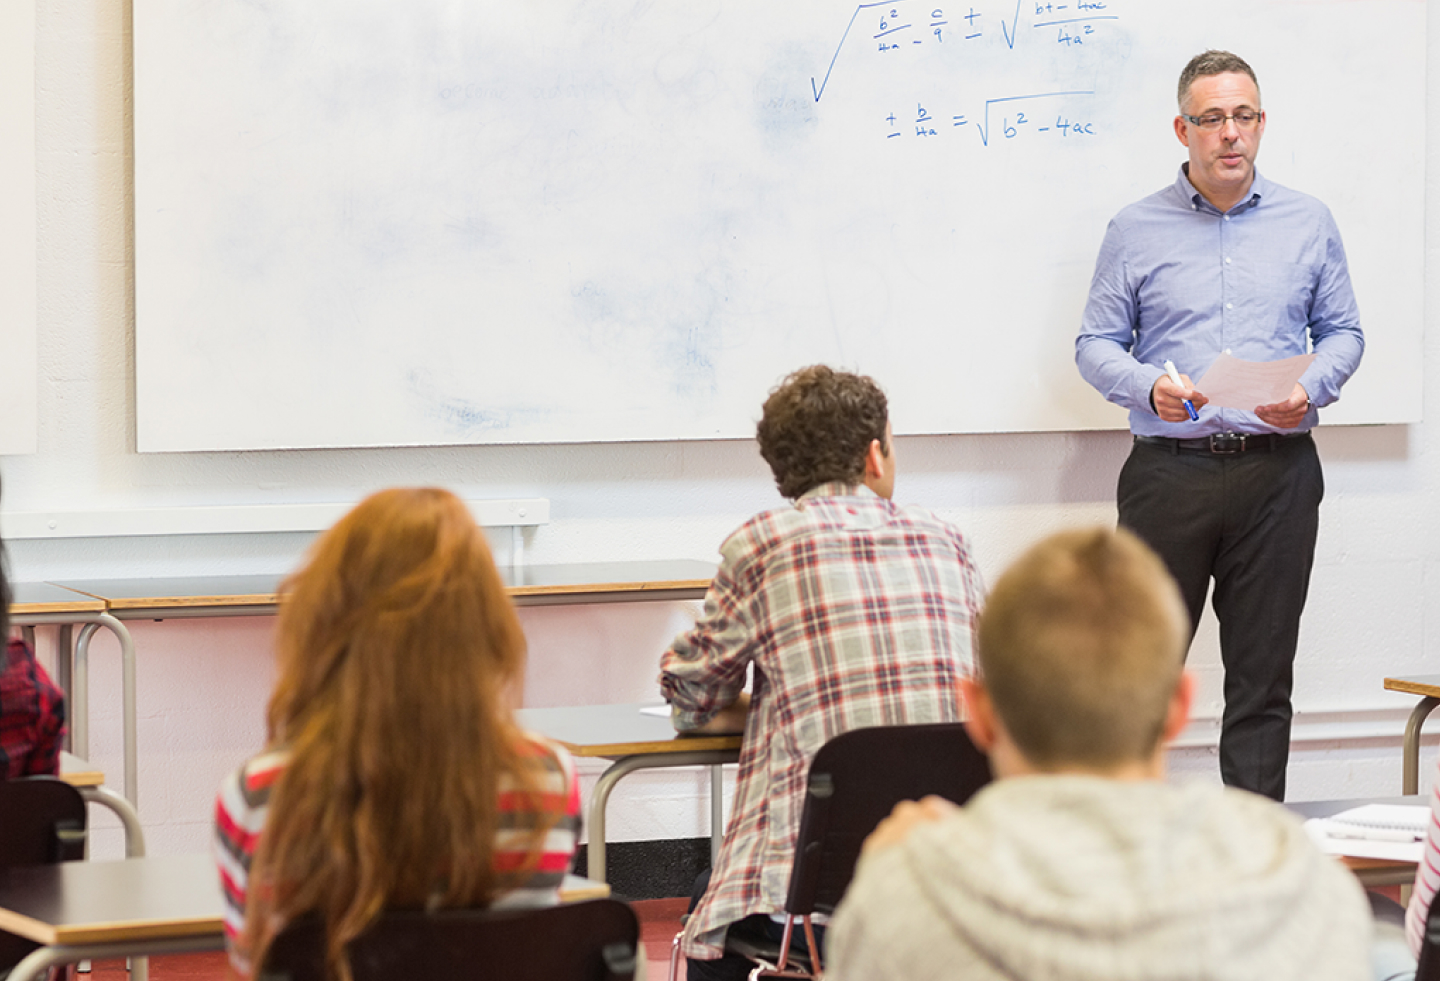 √ b²/4a - c/9 ± √ b+ - 4ac/4a²
± b/4a = √ b² - 4ac